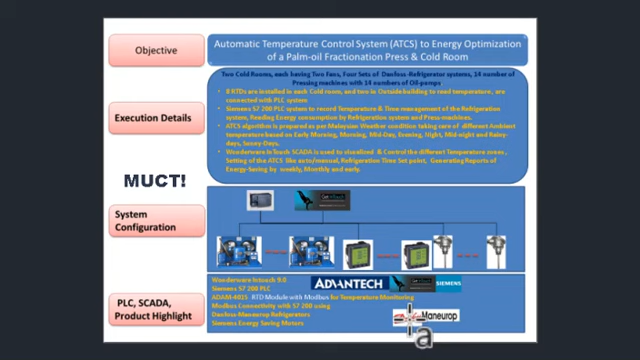 Objective
Automatic Temperature Control System (ATCS) to Energy Optimization
of a Palm-oil Fractionation Press & Cold Room
Execution Details
Two Cold Rooms, each having Two Fans, Four Sets of Danfoss-Refrigerator systems, 14 number of
Pressing machines with 14 numbers of Oil-pumps
8 RTDs are installed in each Cold room, and two in Outside building to read temperature, are
connected with PLC system.
Siemens S7 200 PLC system to record Temperature & Time management of the Refrigeration
system, Reading Energy consumption by Refrigeration system and Press-machines.
ATCS algorithm is prepared as per Malaysian Weather condition taking care of different Ambient
temperature based on Early Morning, Morning, Mid-Day, Evening, Night, Mid-night and Rainy-
days, Sunny-Days.
Wonderware InTouch SCADA is used to visualized & Control the different Temperature zones,
Setting of the ATCS like auto/manual, Refrigeration Time Set point, Generating Reports of
Energy-Saving by weekly, Monthly and early.
MUCT!
System
Configuration
PLC, SCADA,
Product Highlight
Wonderware Intouch 9.0
Siemens S7 200 PLC
ADAM-4015 RTD Module with Modbus for Temperature Monitoring
Modbus Connectivity with S7 200 using
Danfoss-Maneurop Refrigerators
Siemens Energy Saving Motors
ADVANTECH
SIEMENS
Maneurop
a